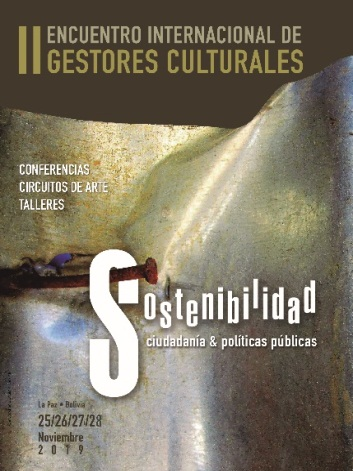 II ENCUENTRO INTERNACIONAL DE
GESTORES CULTURALES
CONFERENCIAS
CIRCUITOS DE ARTE
TALLERES
Sostenibilidad
ciudadanía & políticas públicas
La Paz • Bolivia
25/26/27/28
Noviembre
2019